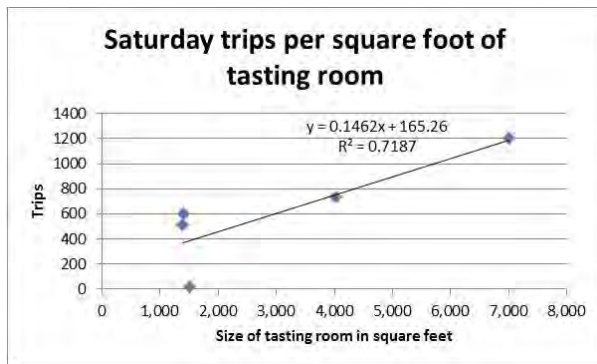 Saturday trips per square foot of
tasting room
1400
1200
1000
800
600
400
200
0
y = 0.1462x + 165.26
R² = 0.7187
Trips
0 1,000 2,000 3,000 4,000 5,000 6,000 7,000 8,000
Size of tasting room in square feet